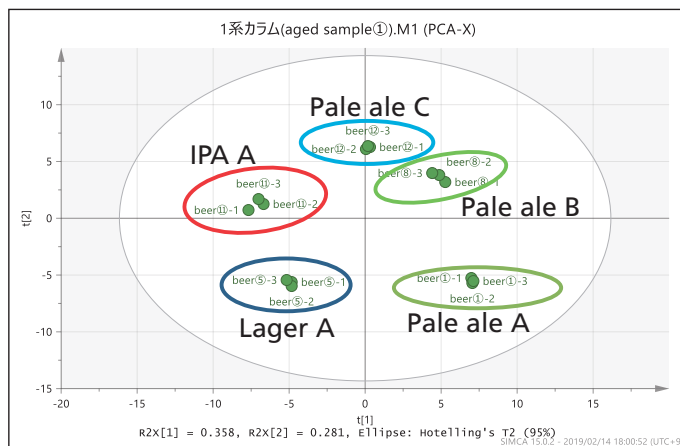 1系カラム(aged sample①).M1 (PCA-X)
10
5
0
-5
-10
-15
t[2]
Pale ale C
beer⑫-3
beer⑫-2
beer⑫-1
IPA A
beer⑪-3
beer⑪-1
beer⑪-2
beer⑧-2
beer⑧-3
beer⑧-1
Pale ale B
beer⑤-3
beer⑤-1
beer⑤-2
Lager A
beer①-1
beer①-3
beer①-2
Pale ale A
-20
-15
-10
-5
0
5
10
15
20
t[1]
R2X[1] = 0.358, R2X[2] = 0.281, Ellipse: Hotelling's T2 (95%)
SIMCA 15.0.2 - 2019/02/14 18:00:52 (UTC+9